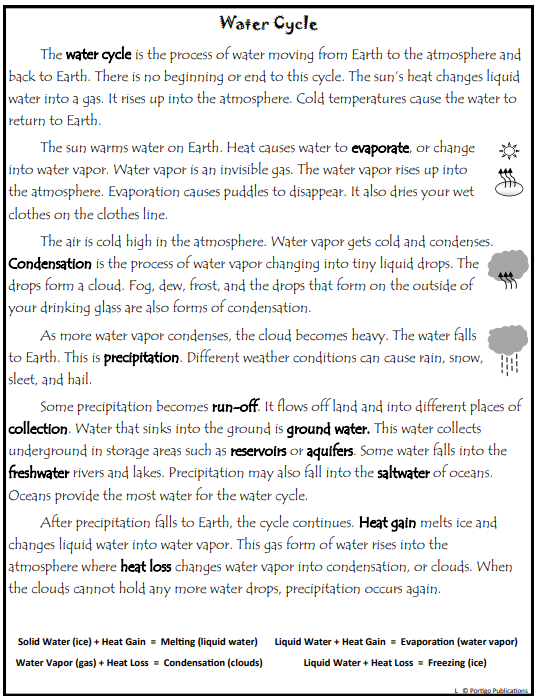 Water Cycle
The water cycle is the process of water moving from Earth to the atmosphere and
back to Earth. There is no beginning or end to this cycle. The sun's heat changes liquid
water into a gas. It rises up into the atmosphere. Cold temperatures cause the water to
return to Earth.
The sun warms water on Earth. Heat causes water to evaporate, or change
into water vapor. Water vapor is an invisible gas. The water vapor rises up into
the atmosphere. Evaporation causes puddles to disappear. It also dries your wet
clothes on the clothes line.
The air is cold high in the atmosphere. Water vapor gets cold and condenses.
Condensation is the process of water vapor changing into tiny liquid drops. The
drops form a cloud. Fog, dew, frost, and the drops that form on the outside of
your drinking glass are also forms of condensation.
As more water vapor condenses, the cloud becomes heavy. The water falls
to Earth. This is precipitation. Different weather conditions can cause rain, snow,
sleet, and hail.
Some precipitation becomes run-off. It flows off land and into different places of
collection. Water that sinks into the ground is ground water. This water collects
underground in storage areas such as reservoirs or aquifers. Some water falls into the
freshwater rivers and lakes. Precipitation may also fall into the saltwater of oceans.
Oceans provide the most water for the water cycle.
After precipitation falls to Earth, the cycle continues. Heat gain melts ice and
changes liquid water into water vapor. This gas form of water rises into the
atmosphere where heat loss changes water vapor into condensation, or clouds. When
the clouds cannot hold any more water drops, precipitation occurs again.
Solid Water (ice) + Heat Gain = Melting (liquid water) Liquid Water + Heat Gain = Evaporation (water vapor)
Water Vapor (gas) + Heat Loss = Condensation (clouds) Liquid Water + Heat Loss = Freezing (ice)
L © Portigo Publications